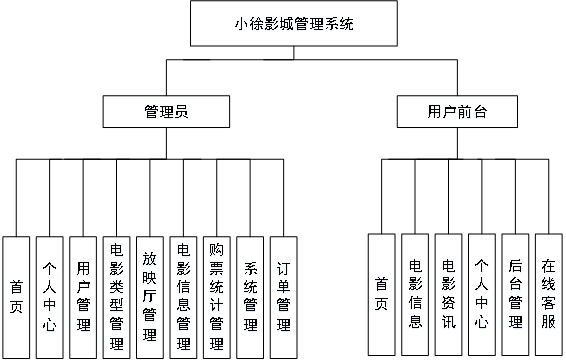 小徐影城管理系统
管理员
用户前台
首页
个人中心
用户管理
电影类型管理
放映厅管理
电影信息管理
购票统计管理
系统管理
订单管理
首页
电影信息
电影资讯
个人中心
后台管理
在线客服